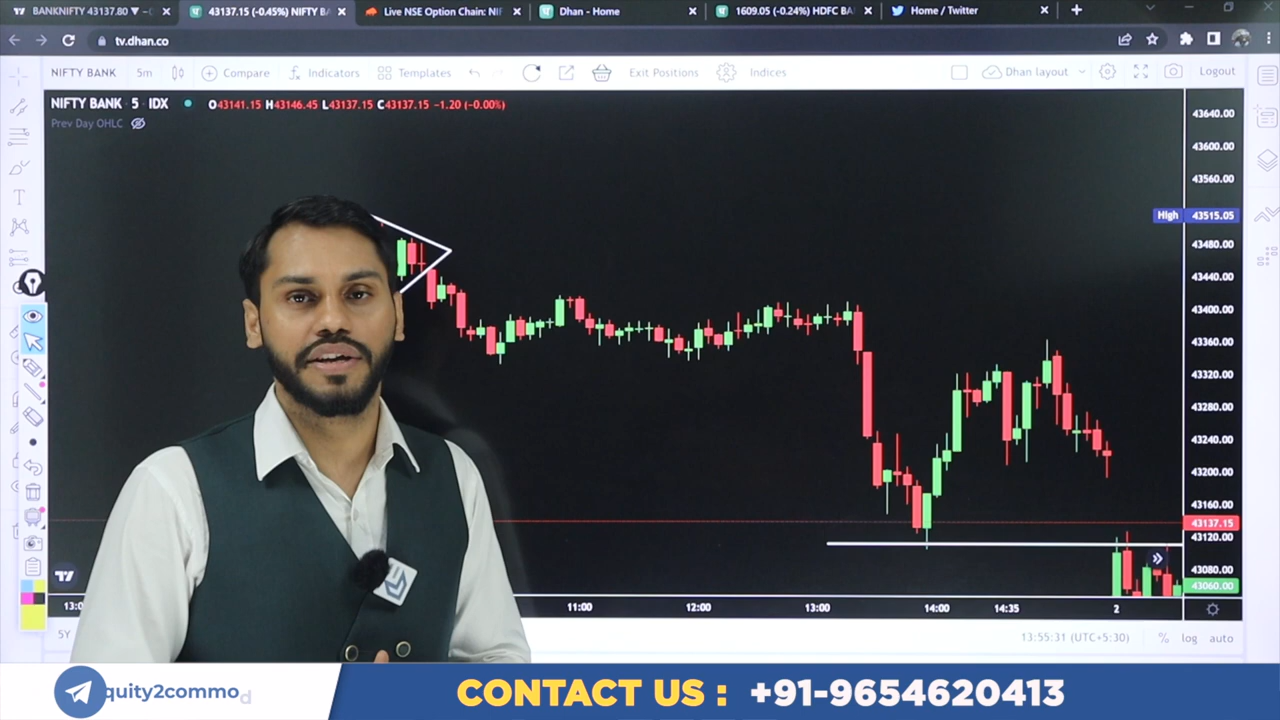 BANKNIFTY 43137.80 ▼ −0
43137.15 (-0.45%) NIFTY B
Live NSE Option Chain: NIF
Dhan - Home
1609.05 (-0.24%) HDFC BA
Home / Twitter
tv.dhan.co
NIFTY BANK 5m Compare Indicators Templates Exit Positions Indices Dhan layout Logout
NIFTY BANK · 5 · IDX O43141.15 H43146.45 L43137.15 C43137.15 −1.20 (−0.00%)
Prev Day OHLC
43640.00
43600.00
43560.00
High 43515.05
43480.00
43440.00
43400.00
43360.00
43320.00
43280.00
43240.00
43200.00
43160.00
43137.15
43120.00
43080.00
43060.00
13:0 11:00 12:00 13:00 14:00 14:35 2
5Y 13:55:31 (UTC+5:30) % log auto
quity2commod
CONTACT US : +91-9654620413